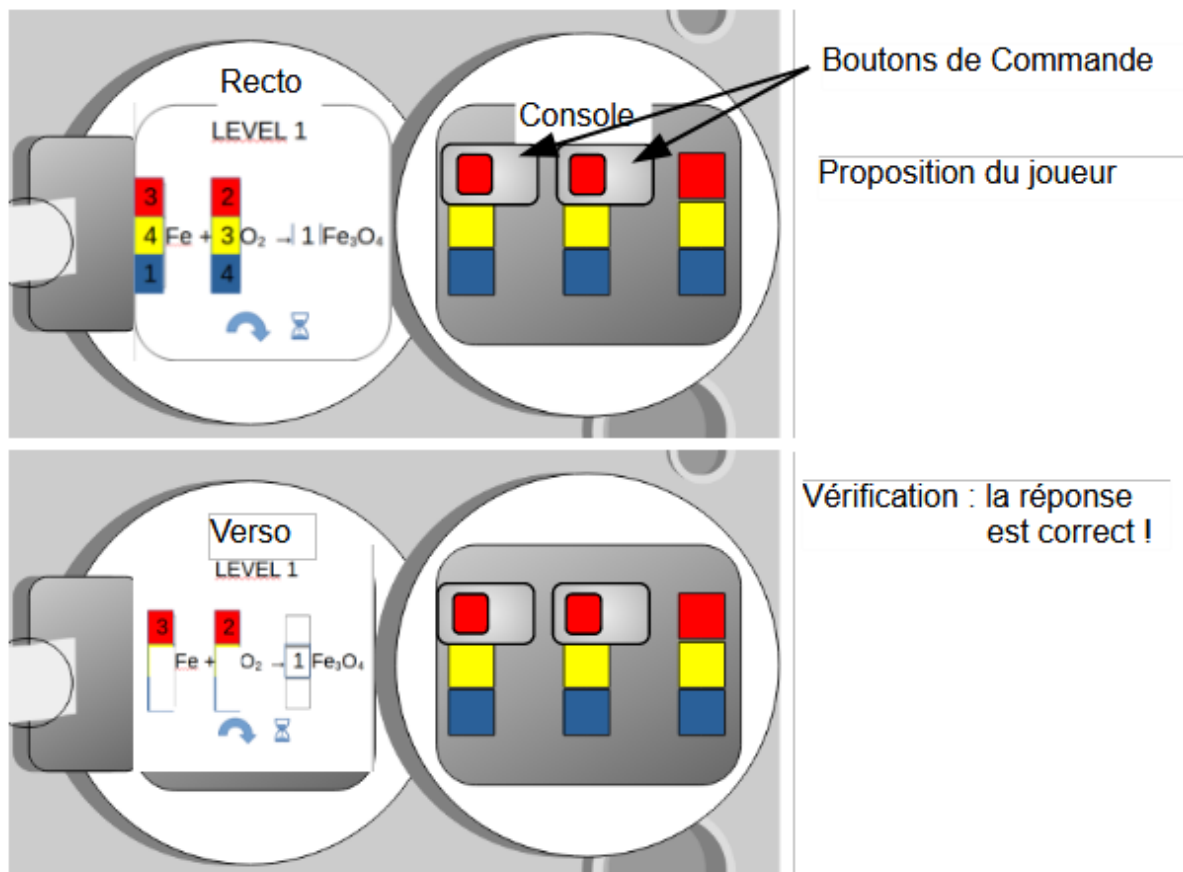 Recto
LEVEL 1
3 2
4 Fe + 3 O₂ → 1 Fe₃O₄
1 4
Console
Boutons de Commande
Proposition du joueur
Verso
LEVEL 1
3 2
Fe + O₂ → 1 Fe₃O₄
Vérification : la réponse
est correct !